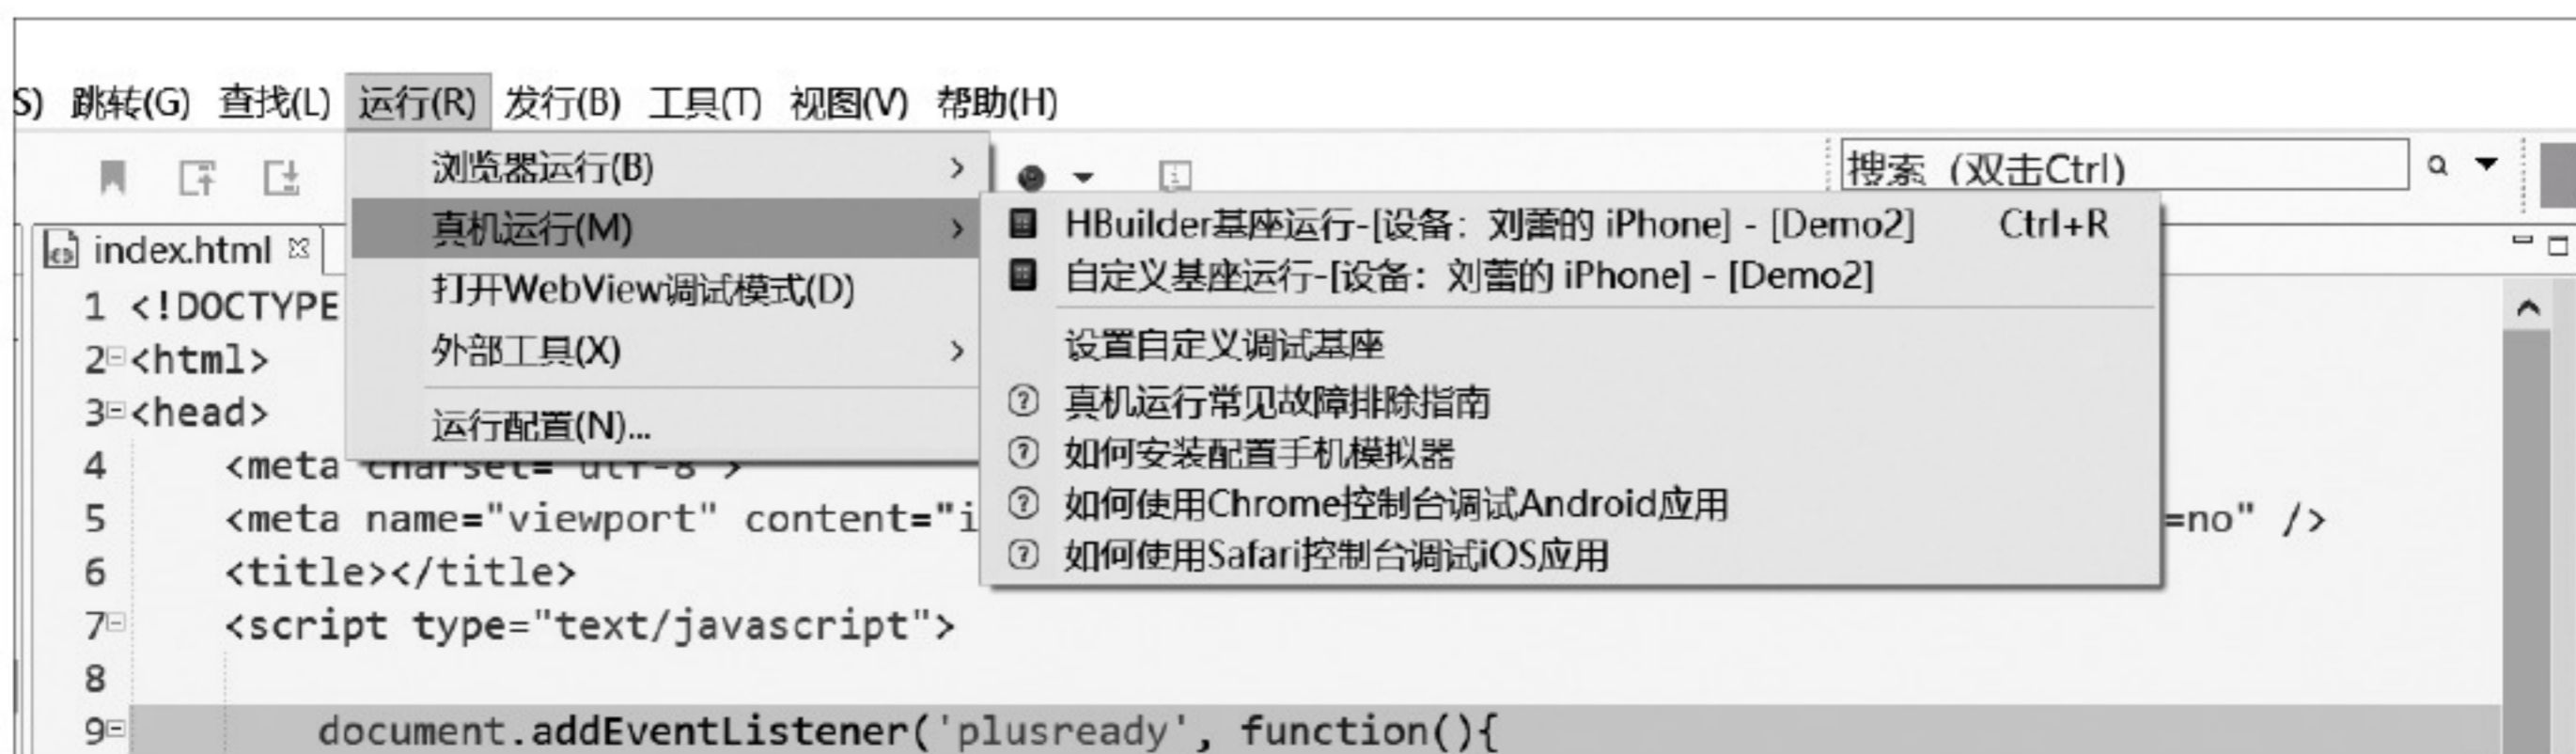 S) 跳转(G) 查找(L) 运行(R) 发行(B) 工具(T) 视图(V) 帮助(H)
浏览器运行(B)
真机运行(M)
打开WebView调试模式(D)
外部工具(X)
运行配置(N)...
搜索（双击Ctrl)
HBuilder基座运行-[设备：刘蕾的 iPhone] - [Demo2] Ctrl+R
自定义基座运行-[设备：刘蕾的 iPhone] - [Demo2]
设置自定义调试基座
真机运行常见故障排除指南
如何安装配置手机模拟器
如何使用Chrome控制台调试Android应用
如何使用Safari控制台调试iOS应用
index.html
1 <!DOCTYPE
2 <html>
3 <head>
4 <meta charset="utf-8">
5 <meta name="viewport" content="i =no" />
6 <title></title>
7 <script type="text/javascript">
8
9 document.addEventListener('plusready', function(){